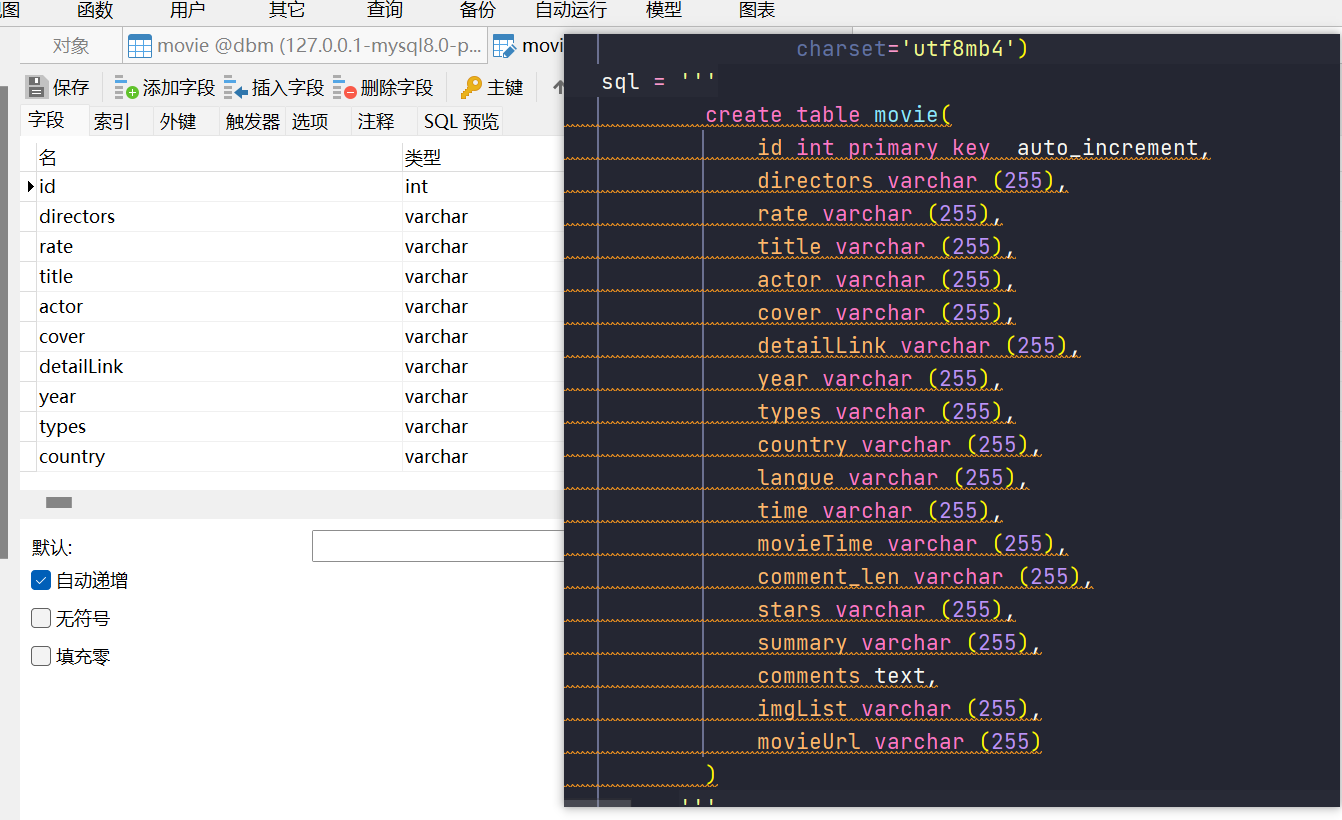 函数 用户 其它 查询 备份 自动运行 模型 图表
对象 movie @dbm (127.0.0.1-mysql8.0-p... movi
保存 添加字段 插入字段 删除字段 主键
字段 索引 外键 触发器 选项 注释 SQL 预览
名 类型
id int
directors varchar
rate varchar
title varchar
actor varchar
cover varchar
detailLink varchar
year varchar
types varchar
country varchar
默认:
自动递增
无符号
填充零
charset='utf8mb4')
sql = '''
create table movie(
id int primary key  auto_increment,
directors varchar (255),
rate varchar (255),
title varchar (255),
actor varchar (255),
cover varchar (255),
detailLink varchar (255),
year varchar (255),
types varchar (255),
country varchar (255),
langue varchar (255),
time varchar (255),
movieTime varchar (255),
comment_len varchar (255),
stars varchar (255),
summary varchar (255),
comments text,
imgList varchar (255),
movieUrl varchar (255)
)
'''